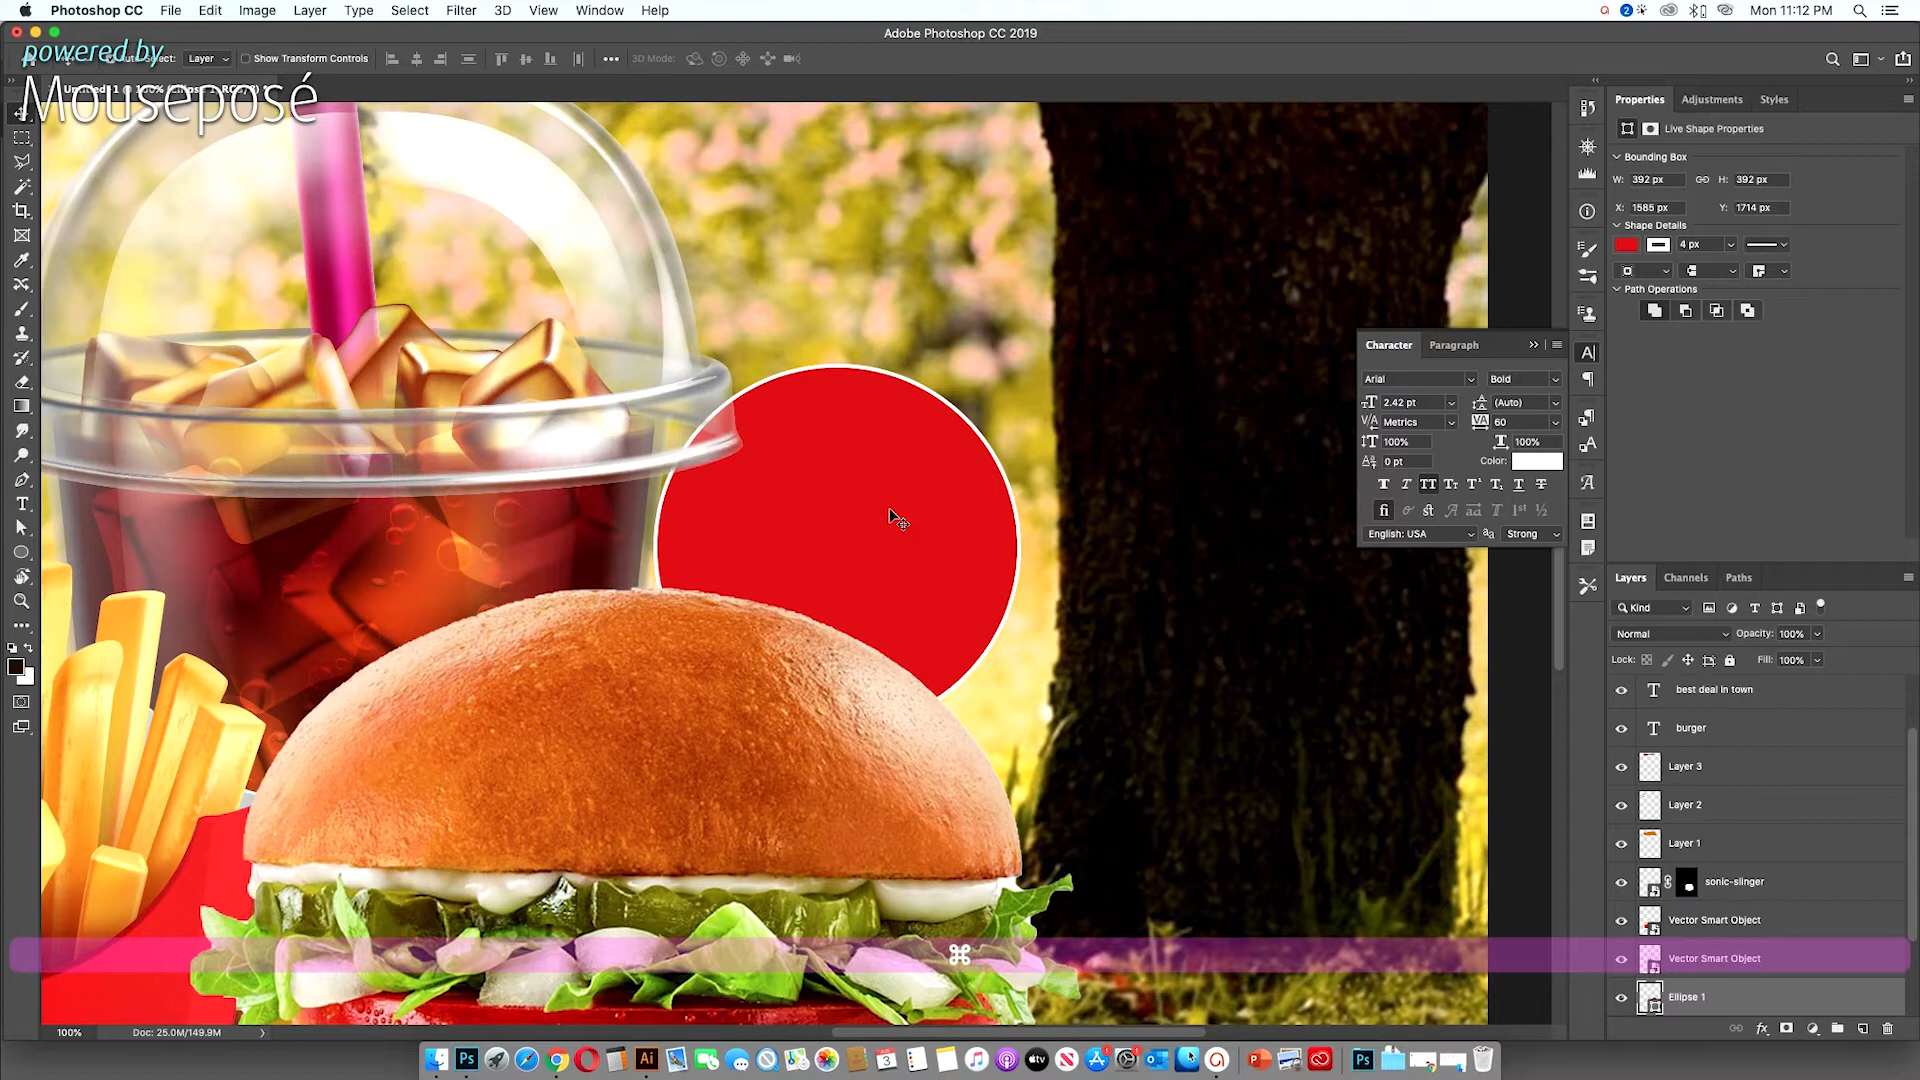 Photoshop CC File Edit Image Layer Type Select Filter 3D View Window Help
2 Mon 11:12 PM
Adobe Photoshop CC 2019
powered by
Mouseposé
Select: Layer Show Transform Controls 3D Mode:
Properties Adjustments Styles
Live Shape Properties
Bounding Box
W: 392 px H: 392 px
X: 1585 px Y: 1714 px
Shape Details
4 px
Path Operations
Character Paragraph
Arial Bold
2.42 pt (Auto)
Metrics 60
100% 100%
0 pt Color:
English: USA Strong
Layers Channels Paths
Kind
Normal Opacity: 100%
Lock: Fill: 100%
best deal in town
burger
Layer 3
Layer 2
Layer 1
sonic-slinger
Vector Smart Object
⌘
Vector Smart Object
Ellipse 1
100% Doc: 25.0M/149.9M